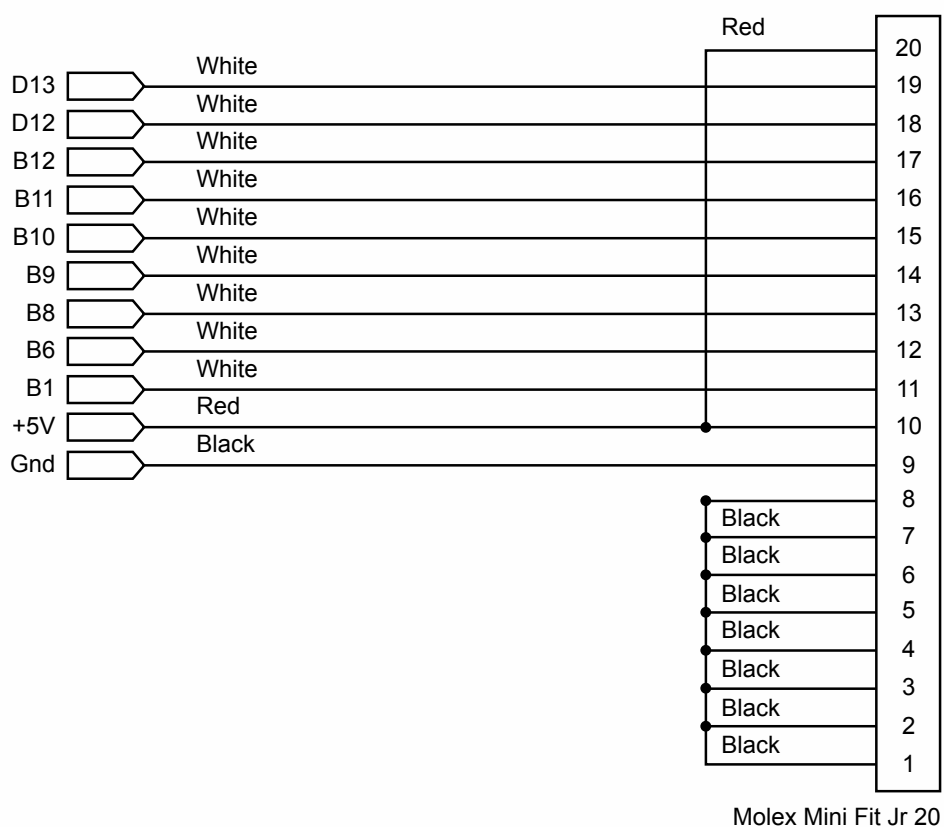 Red
20
White
D13
19
White
D12
18
White
B12
17
White
B11
16
White
B10
15
White
B9
14
White
B8
13
White
B6
12
White
B1
11
Red
+5V
10
Black
Gnd
9
8
Black
7
Black
6
Black
5
Black
4
Black
3
Black
2
Black
1
Molex Mini Fit Jr 20